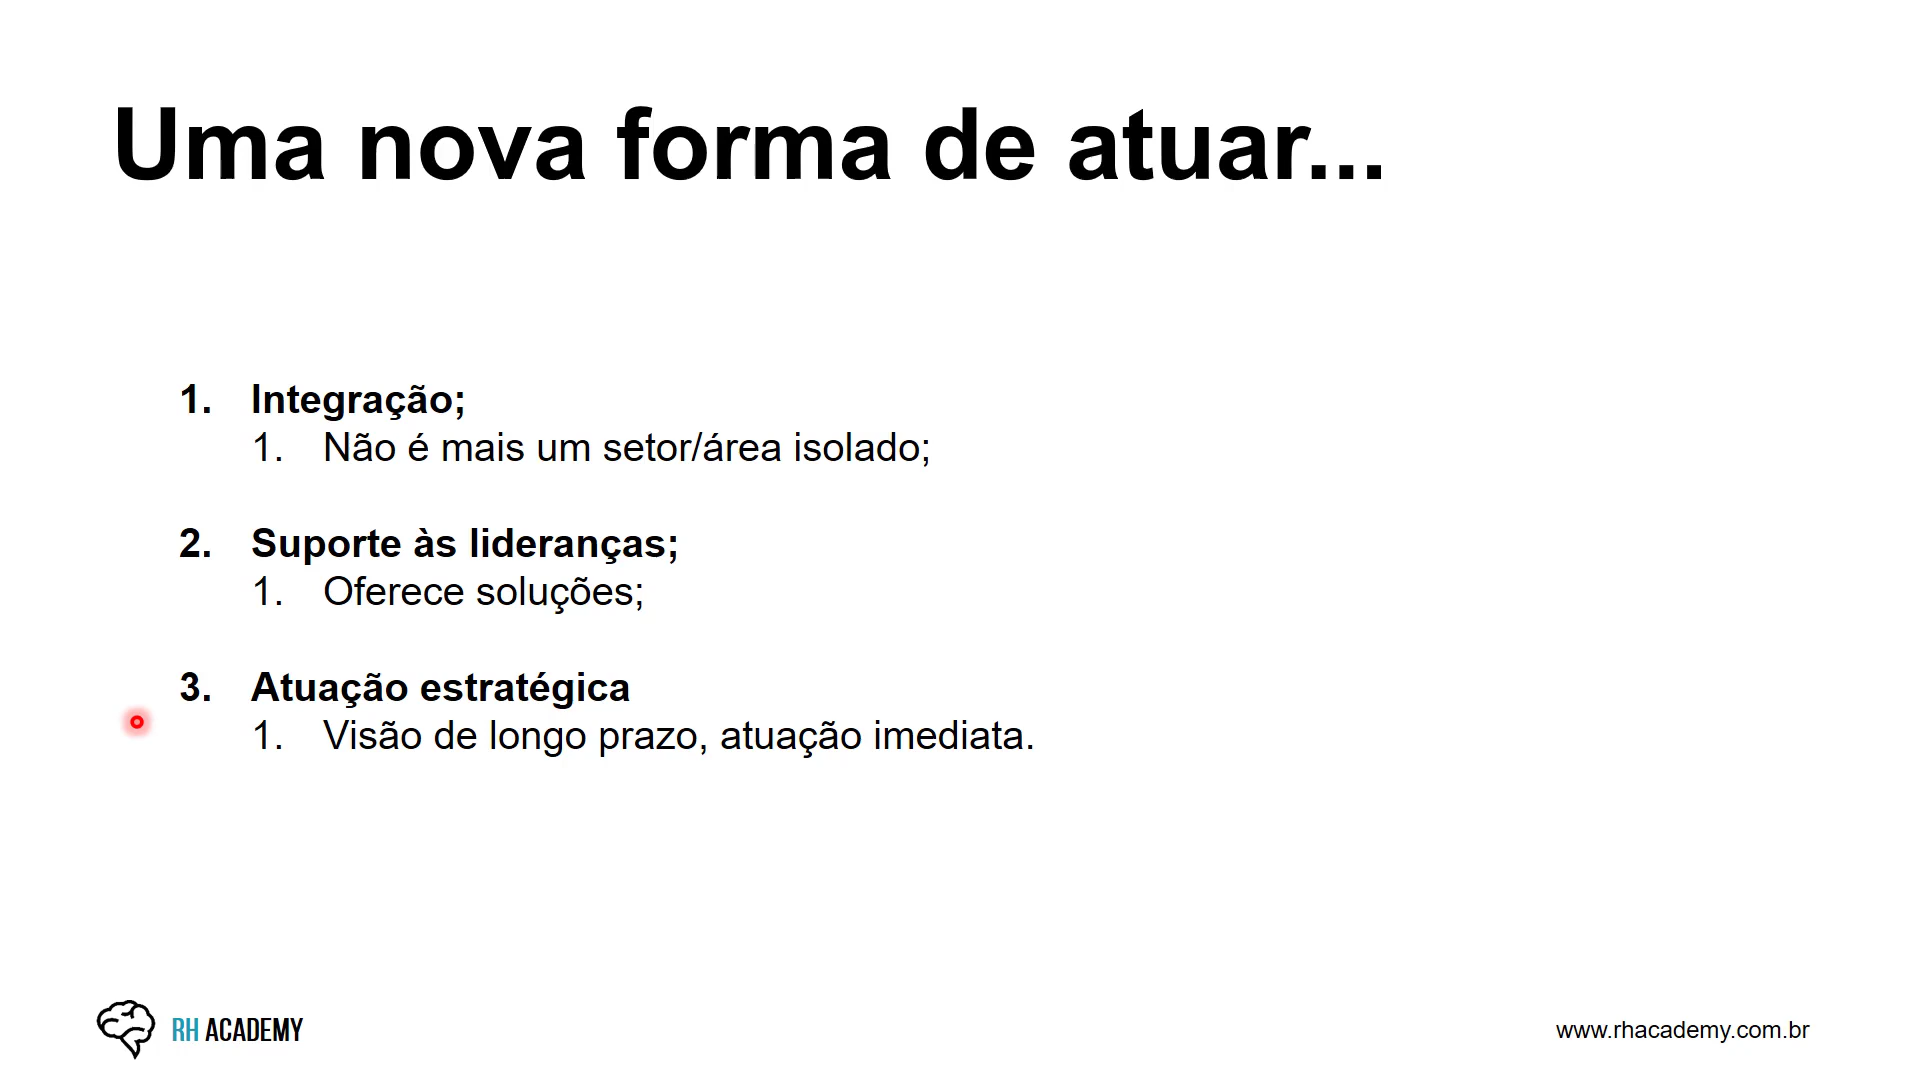 Uma nova forma de atuar...
1. Integração;
1. Não é mais um setor/área isolado;
2. Suporte às lideranças;
1. Oferece soluções;
3. Atuação estratégica
1. Visão de longo prazo, atuação imediata.
RH ACADEMY
www.rhacademy.com.br